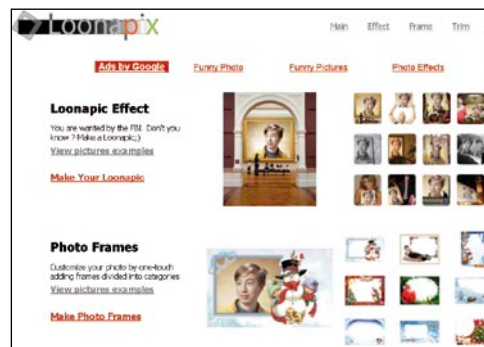 Loonapix
Main Effect Frame Trim
Ads by Google Funny Photo Funny Pictures Photo Effects
Loonapic Effect
You are wanted by the FBI. Don't you
know ? Make a Loonapic;)
View pictures examples
Make Your Loonapic
Photo Frames
Customize your photo by one-touch
adding frames divided into categories
View pictures examples
Make Photo Frames